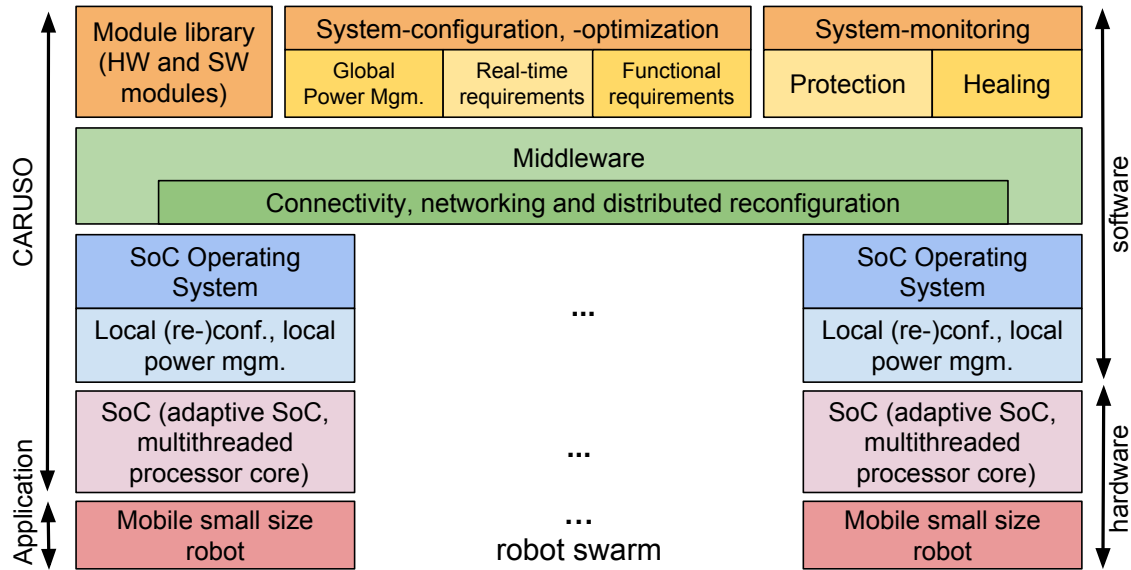 Module library
(HW and SW
modules)
System-configuration, -optimization
Global
Power Mgm.
Real-time
requirements
Functional
requirements
System-monitoring
Protection
Healing
CARUSO
software
Middleware
Connectivity, networking and distributed reconfiguration
SoC Operating
System
Local (re-)conf., local
power mgm.
...
SoC Operating
System
Local (re-)conf., local
power mgm.
SoC (adaptive SoC,
multithreaded
processor core)
...
SoC (adaptive SoC,
multithreaded
processor core)
Application
hardware
Mobile small size
robot
...
robot swarm
Mobile small size
robot